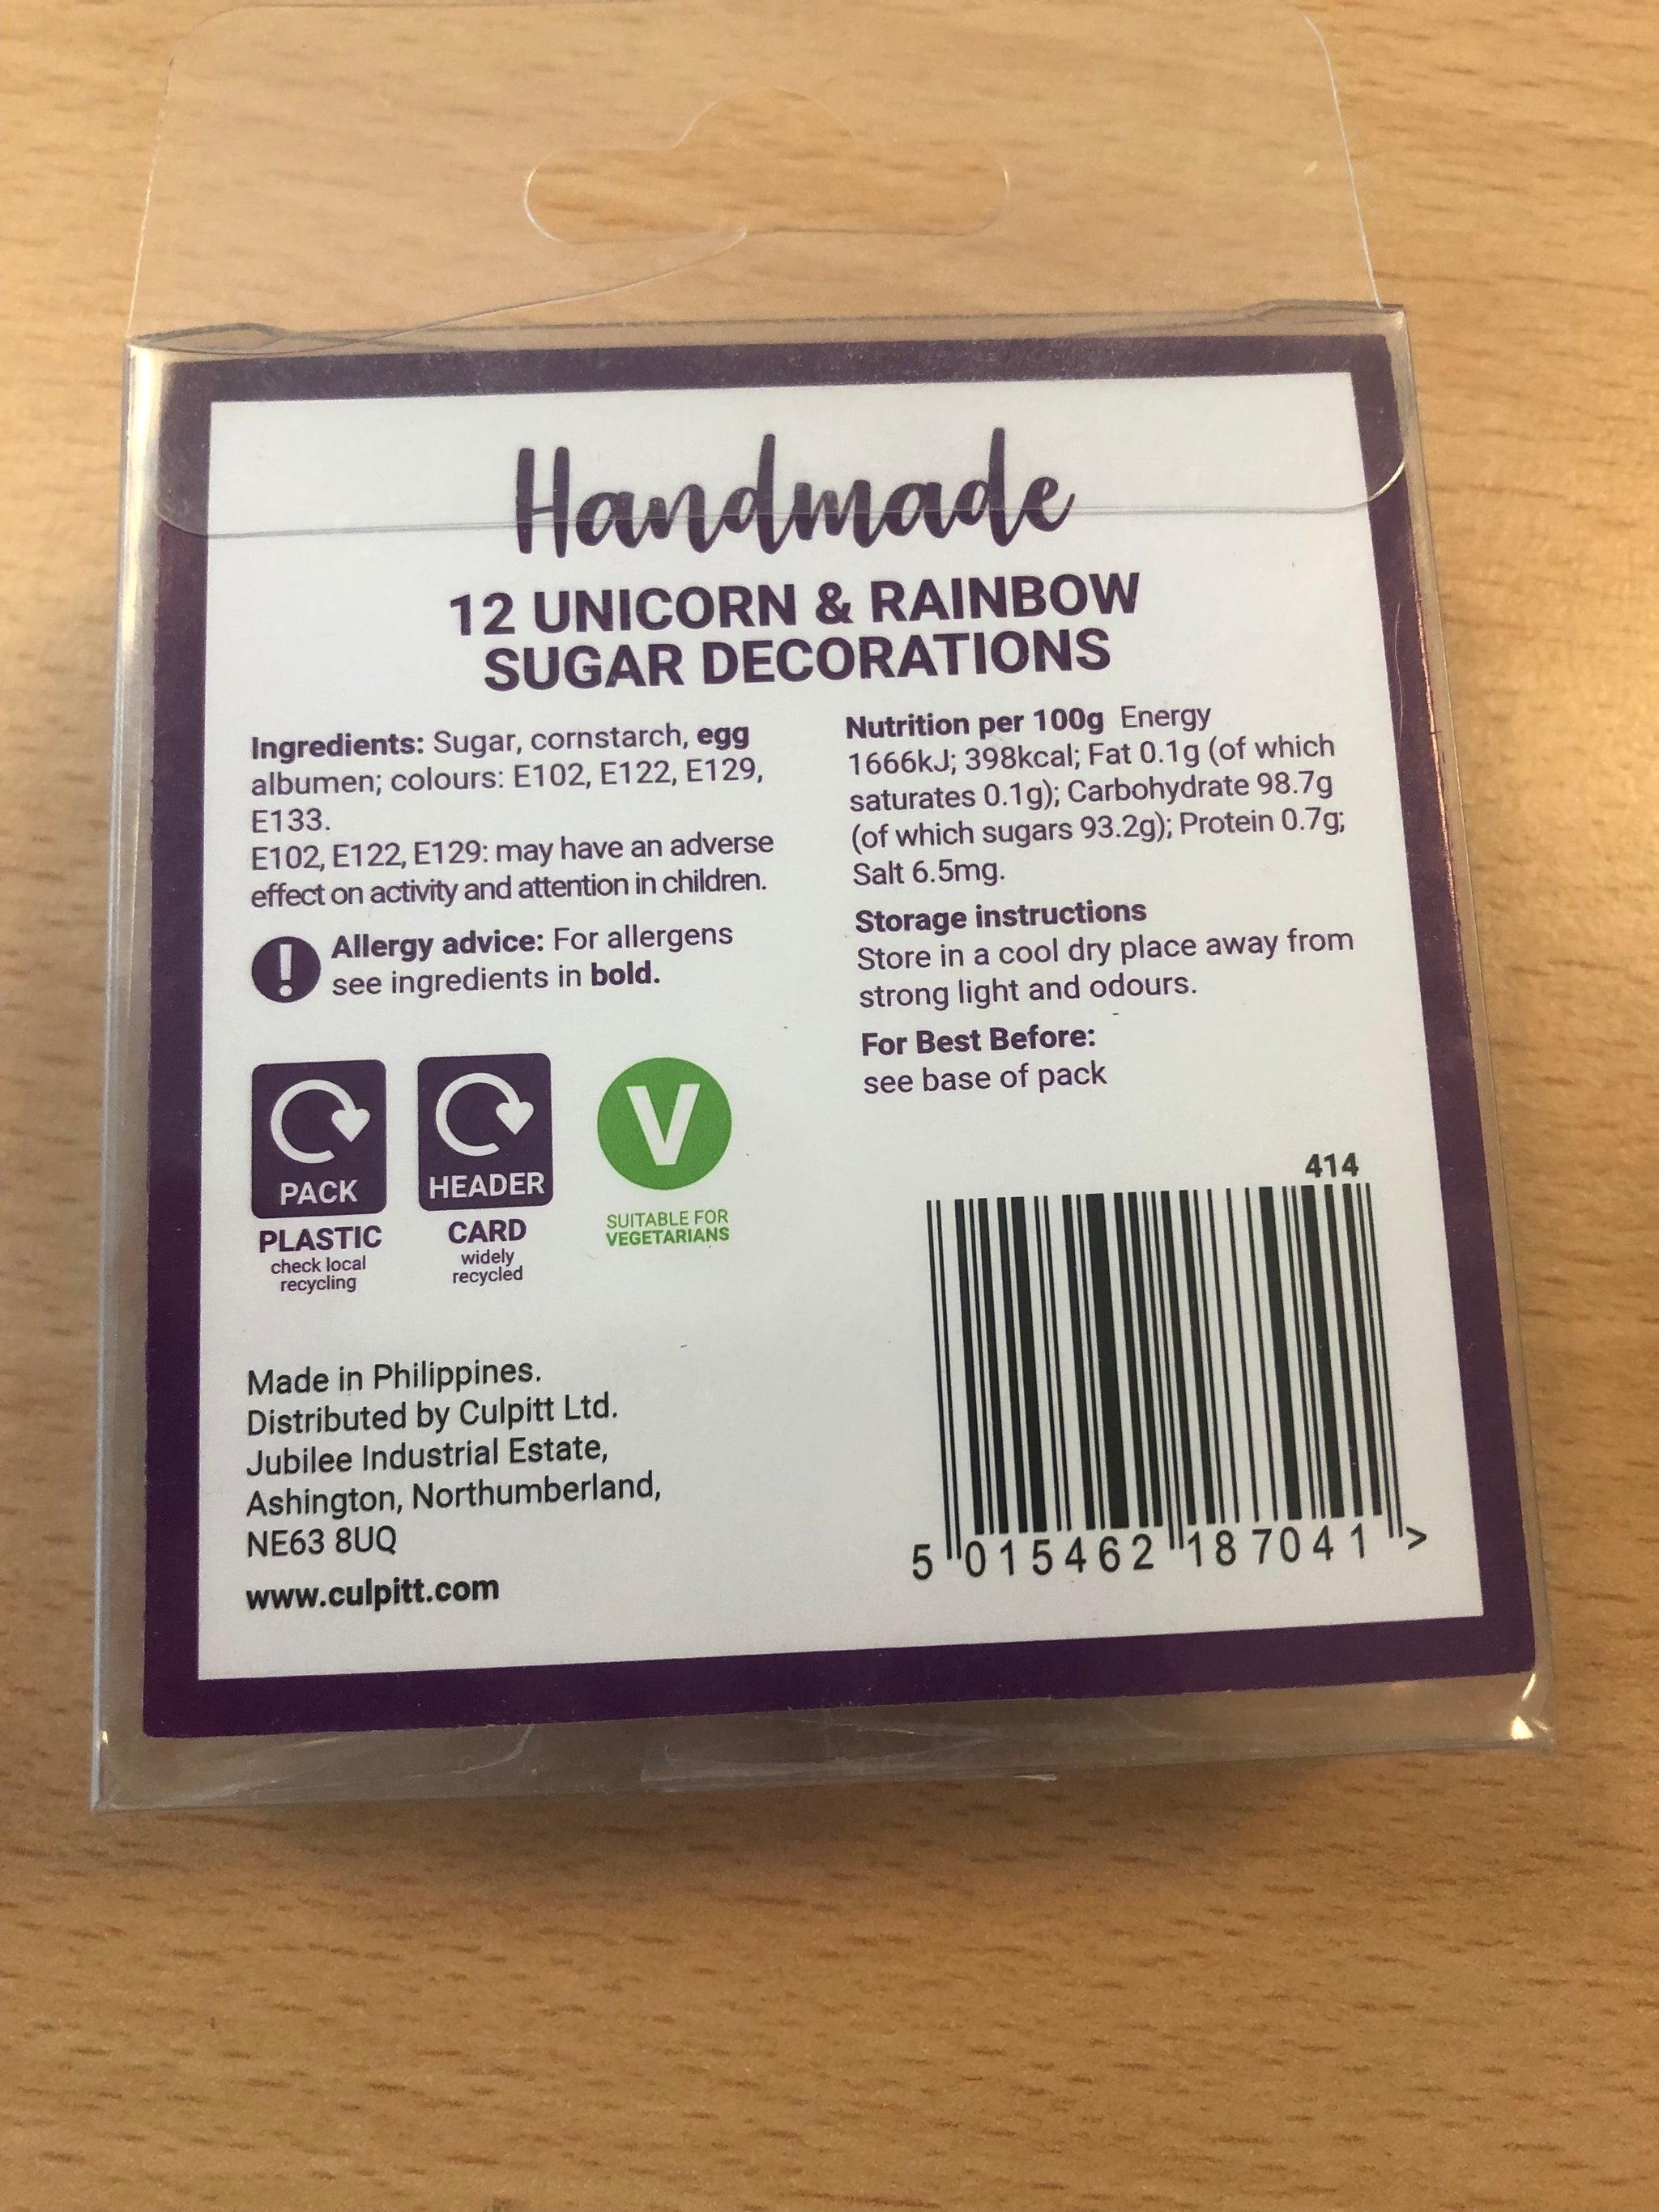 Handmade
12 UNICORN & RAINBOW
SUGAR DECORATIONS
Ingredients: Sugar, cornstarch, egg
albumen; colours: E102, E122, E129,
E133.
E102, E122, E129: may have an adverse
effect on activity and attention in children.
! Allergy advice: For allergens
see ingredients in bold.
PACK
PLASTIC
check local
recycling
HEADER
CARD
widely
recycled
V
SUITABLE FOR
VEGETARIANS
Made in Philippines.
Distributed by Culpitt Ltd.
Jubilee Industrial Estate,
Ashington, Northumberland,
NE63 8UQ
www.culpitt.com
Nutrition per 100g Energy
1666kJ; 398kcal; Fat 0.1g (of which
saturates 0.1g); Carbohydrate 98.7g
(of which sugars 93.2g); Protein 0.7g;
Salt 6.5mg.
Storage instructions
Store in a cool dry place away from
strong light and odours.
For Best Before:
see base of pack
414
5 015462 187041 >